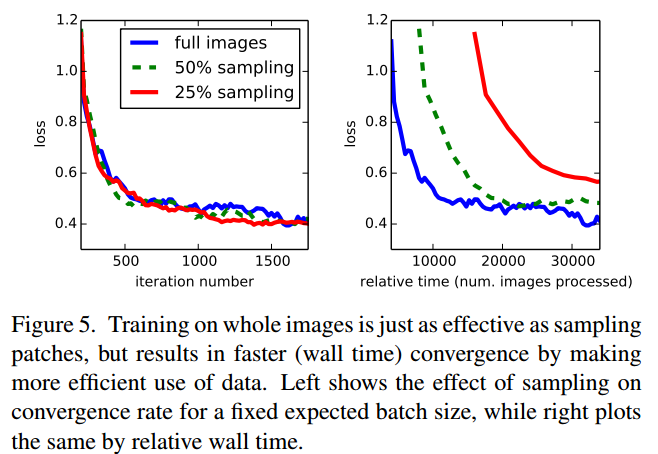 1.2
1.0
0.8
0.6
0.4
loss
500
1000
1500
iteration number
full images
50% sampling
25% sampling
1.2
1.0
0.8
0.6
0.4
loss
10000
20000
30000
relative time (num. images processed)
Figure 5. Training on whole images is just as effective as sampling
patches, but results in faster (wall time) convergence by making
more efficient use of data. Left shows the effect of sampling on
convergence rate for a fixed expected batch size, while right plots
the same by relative wall time.